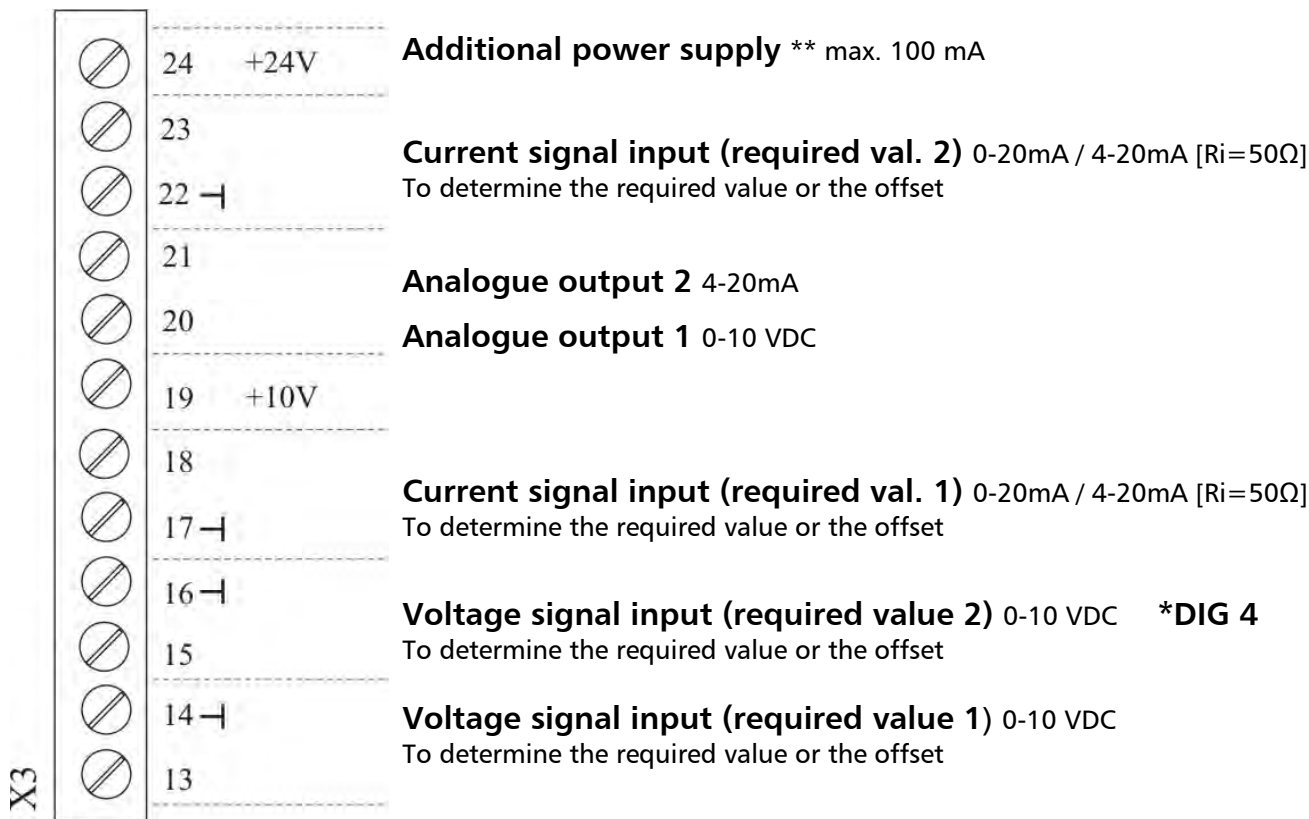 24 +24V Additional power supply ** max. 100 mA
23
Current signal input (required val. 2) 0-20mA / 4-20mA [Ri=50Ω]
22 To determine the required value or the offset
21
Analogue output 2 4-20mA
20
Analogue output 1 0-10 VDC
19 +10V
18
Current signal input (required val. 1) 0-20mA / 4-20mA [Ri=50Ω]
17 To determine the required value or the offset
16
Voltage signal input (required value 2) 0-10 VDC *DIG 4
15 To determine the required value or the offset
14 Voltage signal input (required value 1) 0-10 VDC
To determine the required value or the offset
13
X3